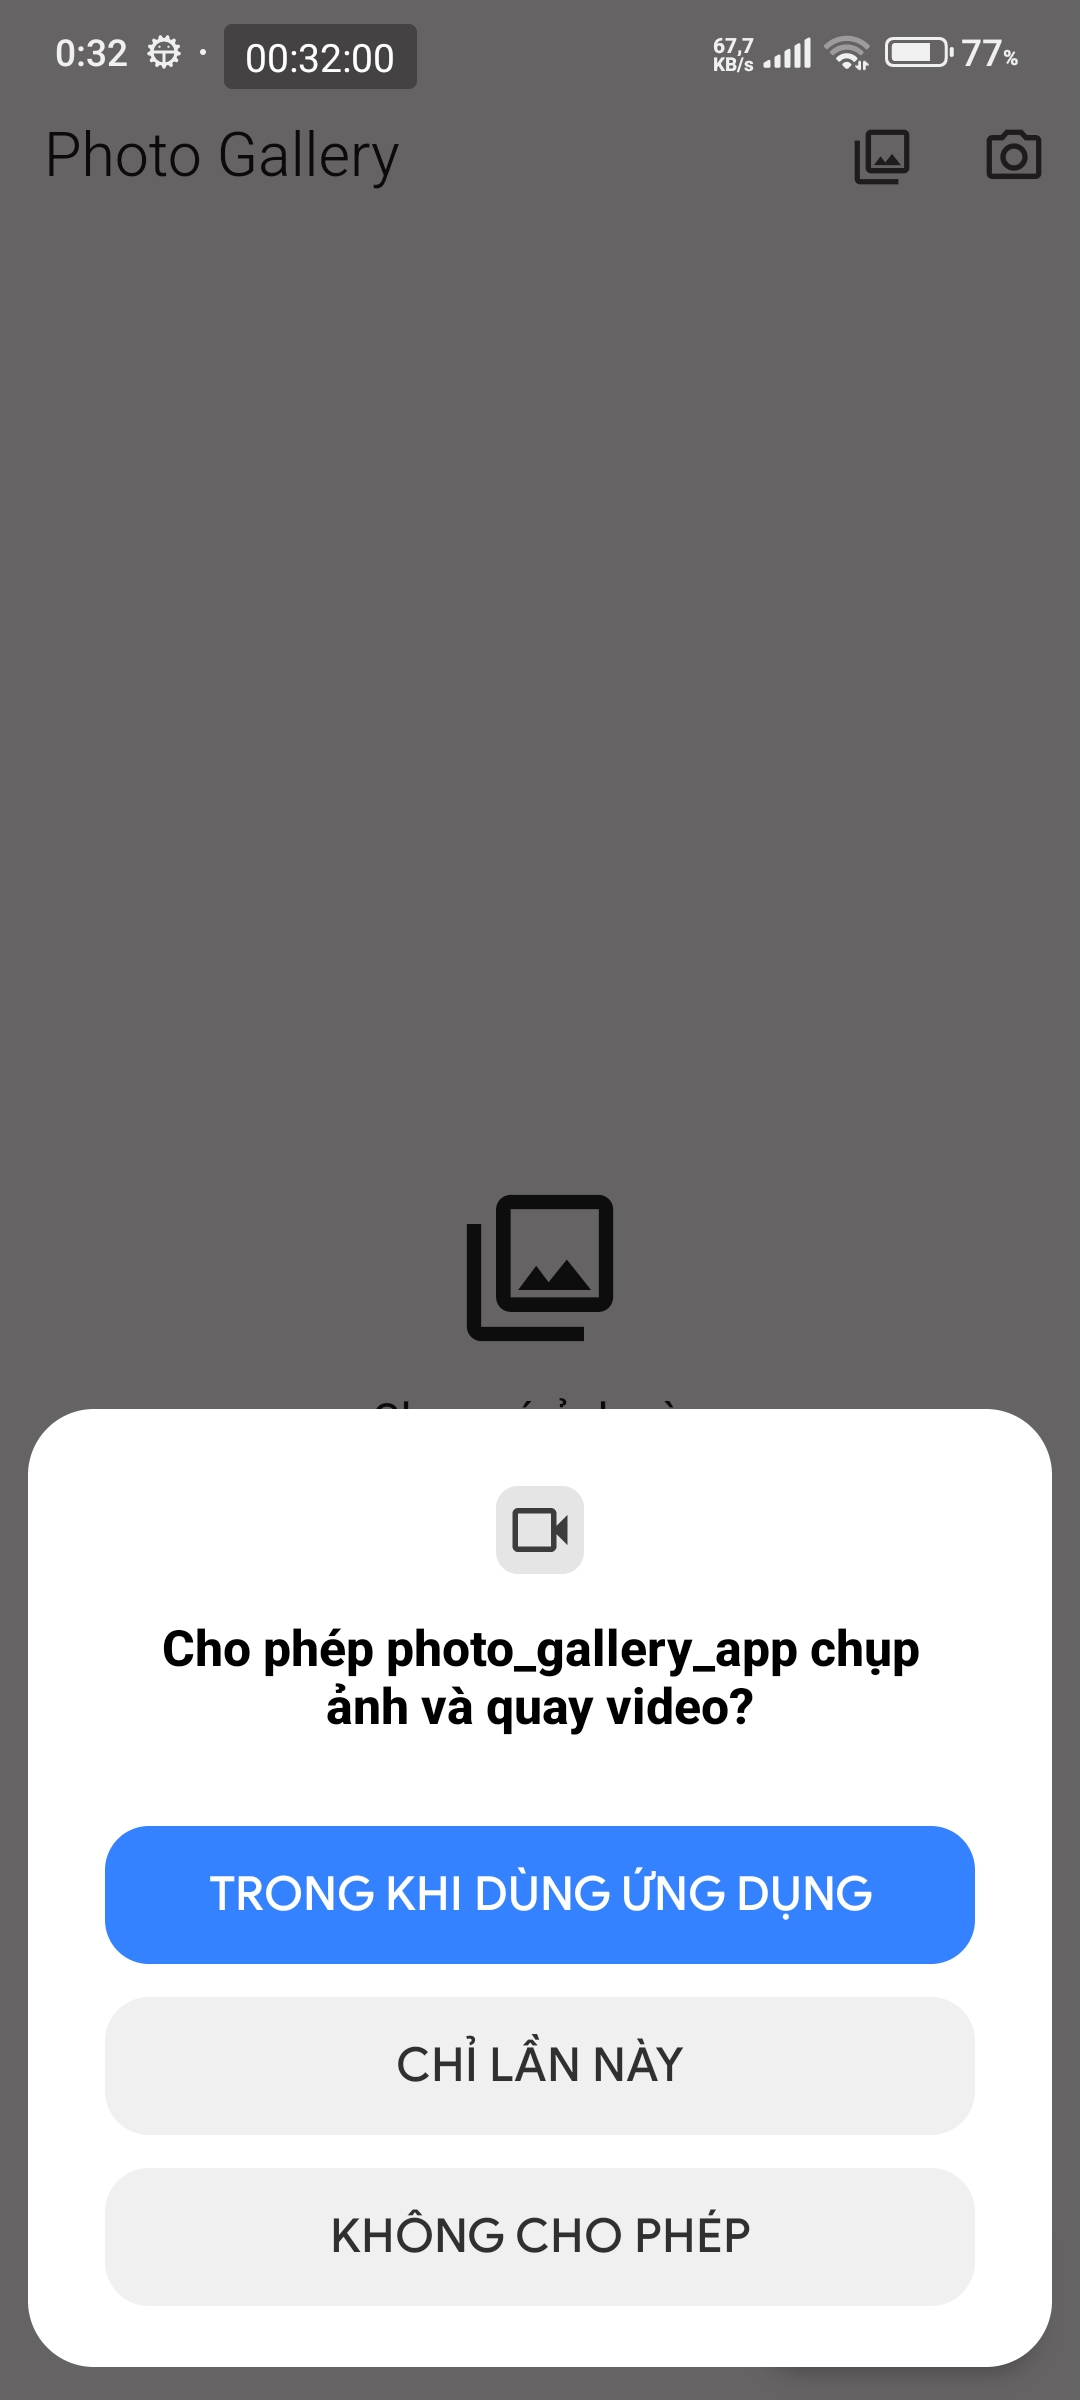 0:32 · 00:32:00 67,7 KB/s 77%
Photo Gallery
Cho phép photo_gallery_app chụp
ảnh và quay video?
TRONG KHI DÙNG ỨNG DỤNG
CHỈ LẦN NÀY
KHÔNG CHO PHÉP